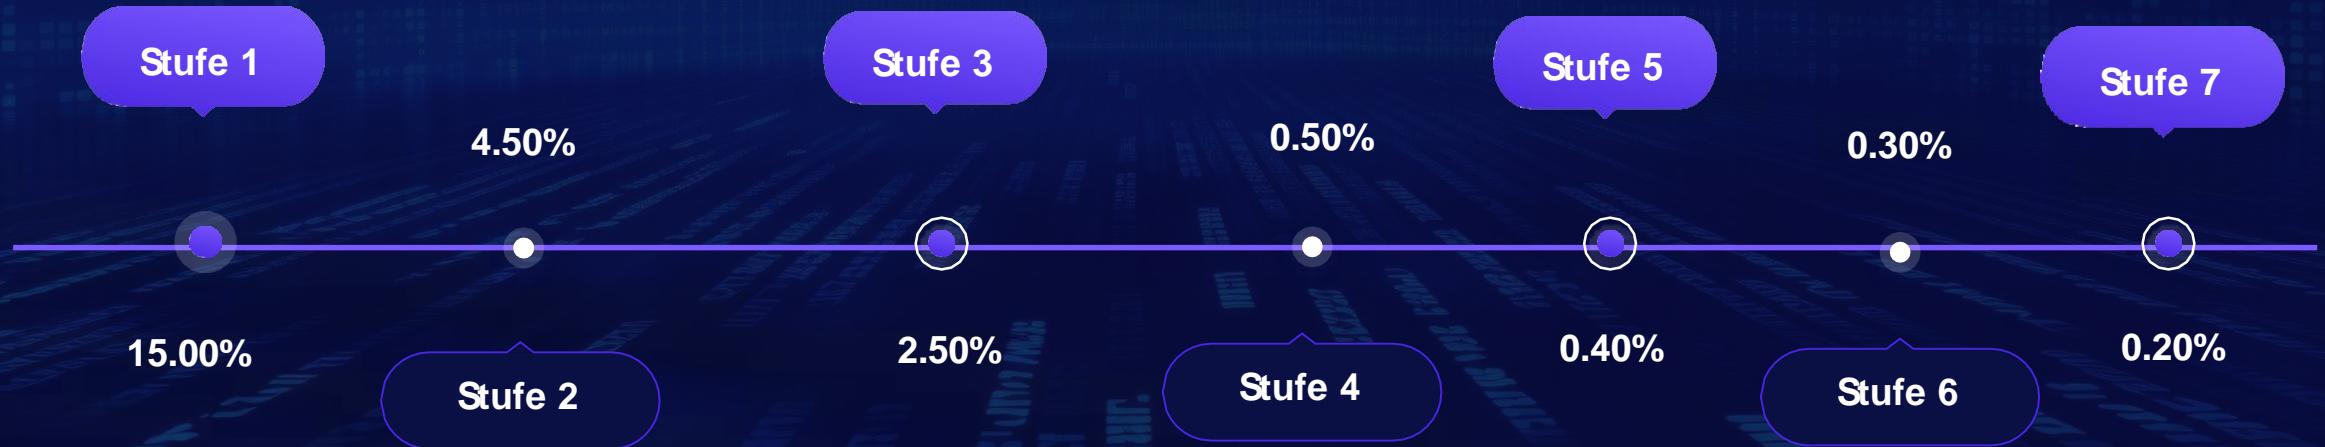 Stufe 1
15.00%
4.50%
Stufe 2
Stufe 3
2.50%
0.50%
Stufe 4
Stufe 5
0.40%
0.30%
Stufe 6
Stufe 7
0.20%